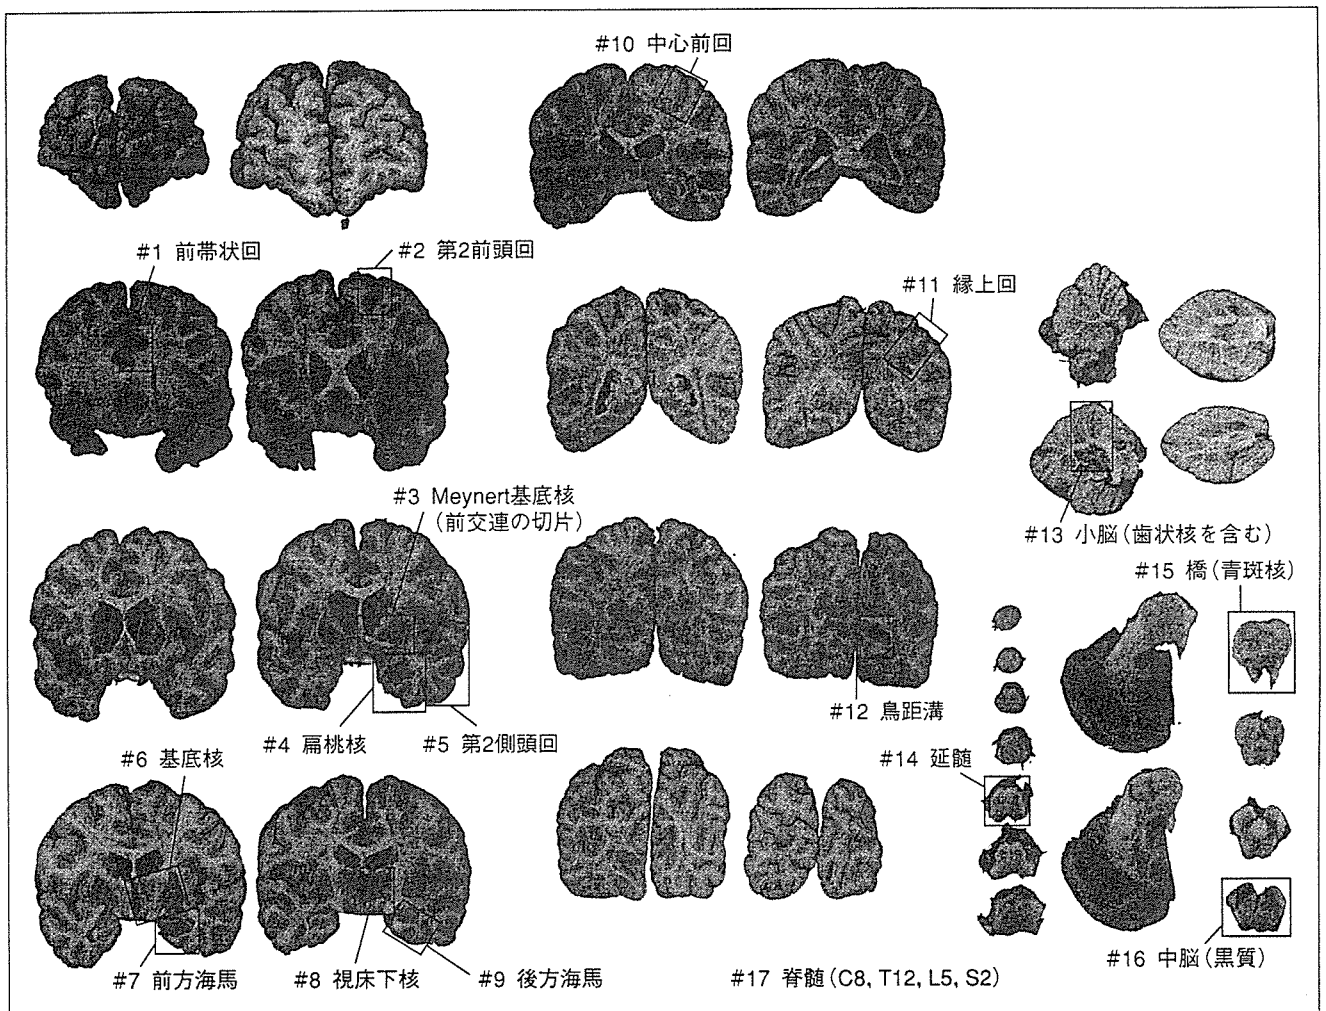 #10 中心前回
#1 前帯状回
#2 第2前頭回
#11 縁上回
#3 Meynert基底核
(前交連の切片)
#13 小脳(歯状核を含む)
#15 橋(青斑核)
#4 扁桃核
#5 第2側頭回
#12 鳥距溝
#6 基底核
#14 延髄
#7 前方海馬
#8 視床下核
#9 後方海馬
#17 脊髄(C8, T12, L5, S2)
#16 中脳(黒質)